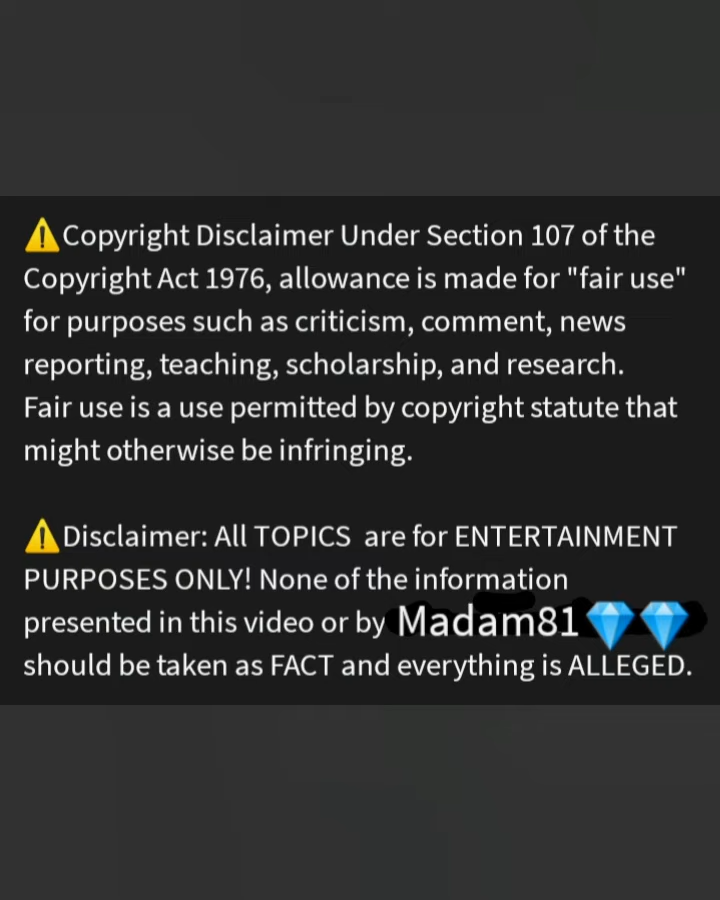 ⚠️Copyright Disclaimer Under Section 107 of the
Copyright Act 1976, allowance is made for "fair use"
for purposes such as criticism, comment, news
reporting, teaching, scholarship, and research.
Fair use is a use permitted by copyright statute that
might otherwise be infringing.
⚠️Disclaimer: All TOPICS  are for ENTERTAINMENT
PURPOSES ONLY! None of the information
presented in this video or by Madam81💎💎
should be taken as FACT and everything is ALLEGED.